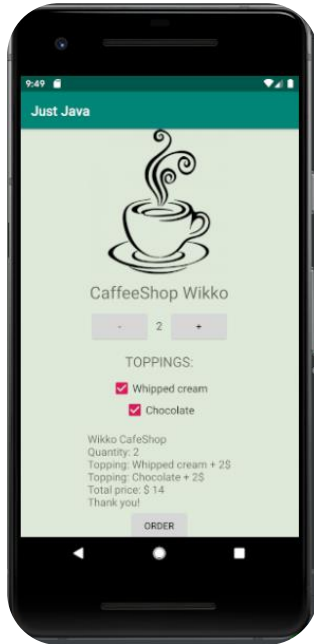 9:49
Just Java
CaffeeShop Wikko
- 2 +
TOPPINGS:
Whipped cream
Chocolate
Wikko CafeShop
Quantity: 2
Topping: Whipped cream + 2$
Topping: Chocolate + 2$
Total price: $ 14
Thank you!
ORDER